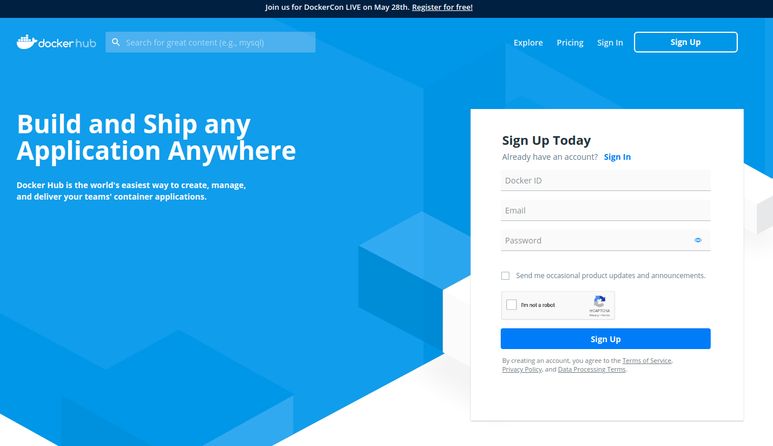 Join us for DockerCon LIVE on May 28th. Register for free!
docker hub
Search for great content (e.g., mysql)
Explore
Pricing
Sign In
Sign Up
Build and Ship any
Application Anywhere
Docker Hub is the world's easiest way to create, manage,
and deliver your teams' container applications.
Sign Up Today
Already have an account? Sign In
Docker ID
Email
Password
Send me occasional product updates and announcements.
I'm not a robot
reCAPTCHA
Privacy - Terms
Sign Up
By creating an account, you agree to the Terms of Service,
Privacy Policy, and Data Processing Terms.